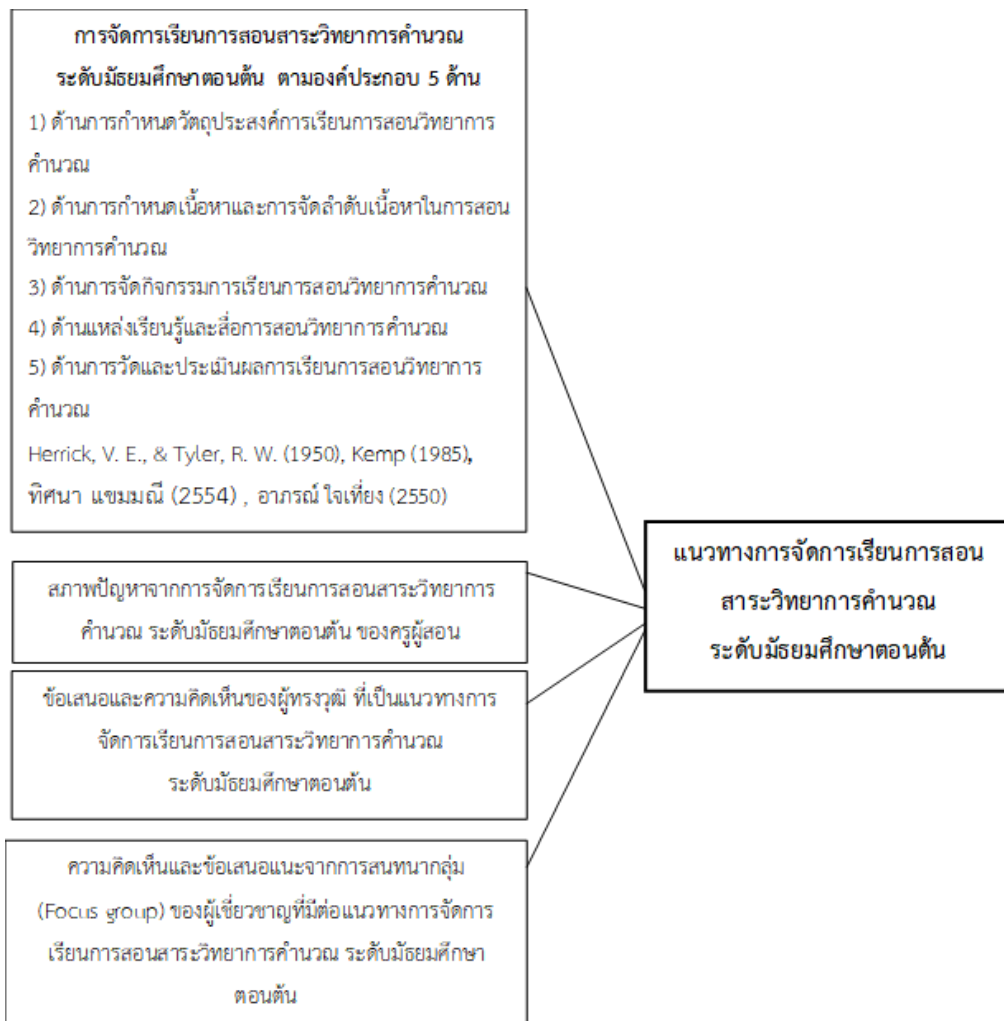 การจัดการเรียนการสอนสาระวิทยาการคำนวณ
ระดับมัธยมศึกษาตอนต้น ตามองค์ประกอบ 5 ด้าน
1) ด้านการกำหนดวัตถุประสงค์การเรียนการสอนวิทยาการ
คำนวณ
2) ด้านการกำหนดเนื้อหาและการจัดลำดับเนื้อหาในการสอน
วิทยาการคำนวณ
3) ด้านการจัดกิจกรรมการเรียนการสอนวิทยาการคำนวณ
4) ด้านแหล่งเรียนรู้และสื่อการสอนวิทยาการคำนวณ
5) ด้านการวัดและประเมินผลการเรียนการสอนวิทยาการ
คำนวณ
Herrick, V. E., & Tyler, R. W. (1950), Kemp (1985),
ทิศนา แขมมณี (2554) , อาภรณ์ ใจเที่ยง (2550)
สภาพปัญหาจากการจัดการเรียนการสอนสาระวิทยาการ
คำนวณ ระดับมัธยมศึกษาตอนต้น ของครูผู้สอน
ข้อเสนอและความคิดเห็นของผู้ทรงวุฒิ ที่เป็นแนวทางการ
จัดการเรียนการสอนสาระวิทยาการคำนวณ
ระดับมัธยมศึกษาตอนต้น
ความคิดเห็นและข้อเสนอแนะจากการสนทนากลุ่ม
(Focus group) ของผู้เชี่ยวชาญที่มีต่อแนวทางการจัดการ
เรียนการสอนสาระวิทยาการคำนวณ ระดับมัธยมศึกษา
ตอนต้น
แนวทางการจัดการเรียนการสอน
สาระวิทยาการคำนวณ
ระดับมัธยมศึกษาตอนต้น